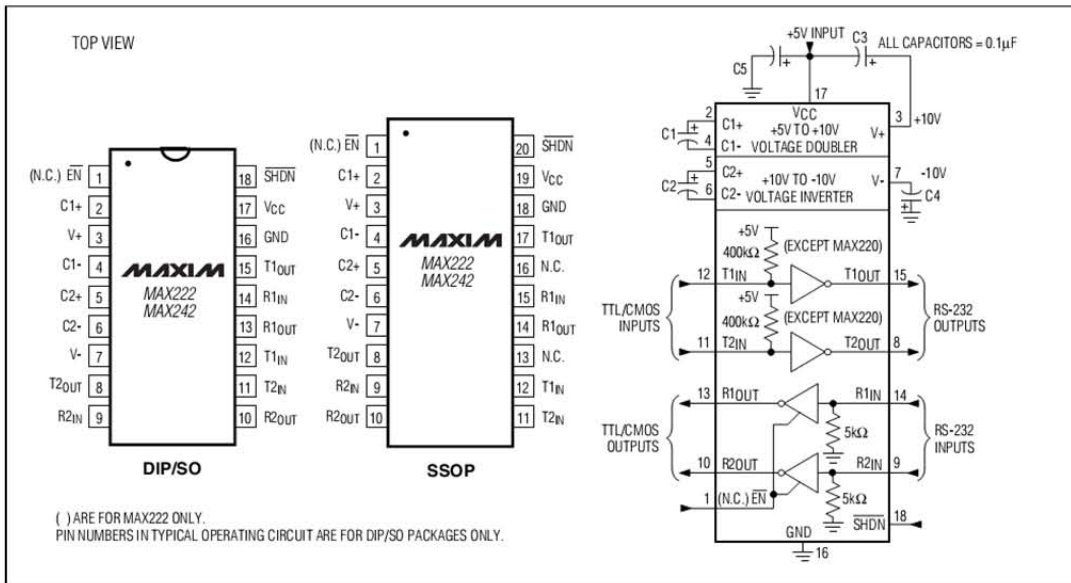 TOP VIEW
(N.C.) EN 1
C1+ 2
V+ 3
C1- 4
C2+ 5
C2- 6
V- 7
T2OUT 8
R2IN 9
18 SHDN
17 VCC
16 GND
15 T1OUT
14 R1IN
13 R1OUT
12 T1IN
11 T2IN
10 R2OUT
MAXIM
MAX222
MAX242
DIP/SO
(N.C.) EN 1
C1+ 2
V+ 3
C1- 4
C2+ 5
C2- 6
V- 7
T2OUT 8
R2IN 9
R2OUT 10
20 SHDN
19 VCC
18 GND
17 T1OUT
16 N.C.
15 R1IN
14 R1OUT
13 N.C.
12 T1IN
11 T2IN
MAXIM
MAX222
MAX242
SSOP
( ) ARE FOR MAX222 ONLY.
PIN NUMBERS IN TYPICAL OPERATING CIRCUIT ARE FOR DIP/SO PACKAGES ONLY.
+5V INPUT
C3
ALL CAPACITORS = 0.1µF
C5
+
+
17
VCC
2
C1+
+5V TO +10V
VOLTAGE DOUBLER
V+
3
+10V
C1
+
4
C1-
5
C2+
+10V TO -10V
VOLTAGE INVERTER
V-
7
-10V
C2
+
6
C2-
C4
+
+5V
400kΩ
(EXCEPT MAX220)
12
T1IN
T1OUT
15
+5V
400kΩ
(EXCEPT MAX220)
TTL/CMOS
INPUTS
RS-232
OUTPUTS
11
T2IN
T2OUT
8
13
R1OUT
R1IN
14
5kΩ
TTL/CMOS
OUTPUTS
RS-232
INPUTS
10
R2OUT
R2IN
9
5kΩ
1
(N.C.) EN
SHDN
18
GND
16